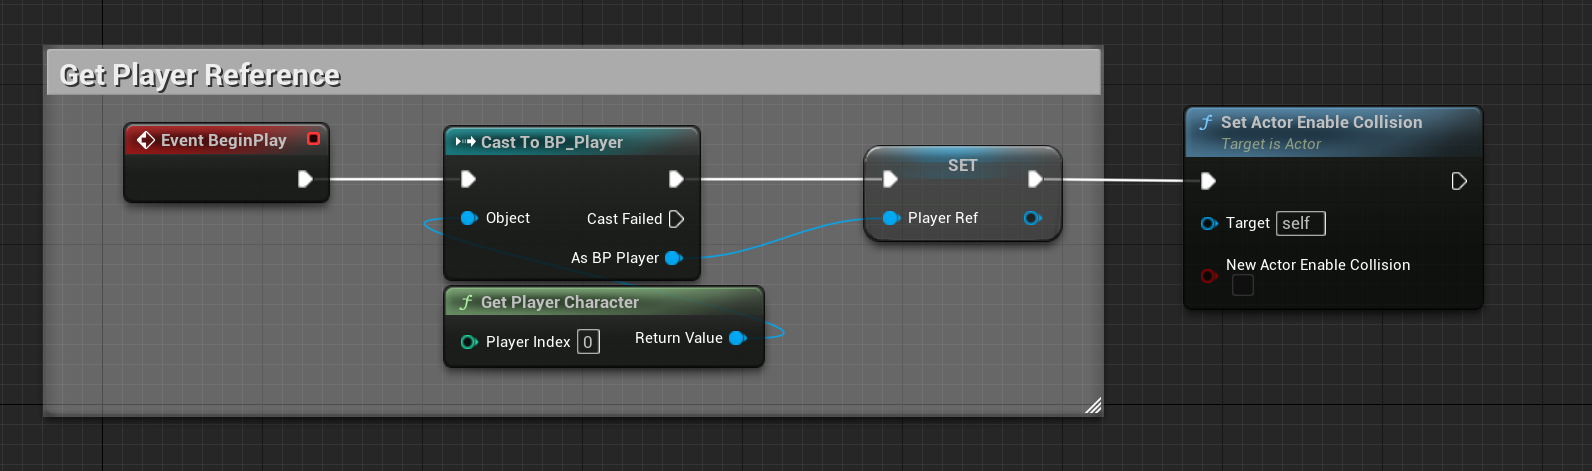 Get Player Reference
Event BeginPlay
Cast To BP_Player
Object
Cast Failed
As BP Player
Get Player Character
Player Index 0
Return Value
SET
Player Ref
Set Actor Enable Collision
Target is Actor
Target self
New Actor Enable Collision